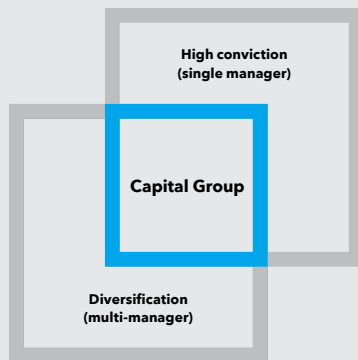 High conviction
(single manager)
Capital Group
Diversification
(multi-manager)